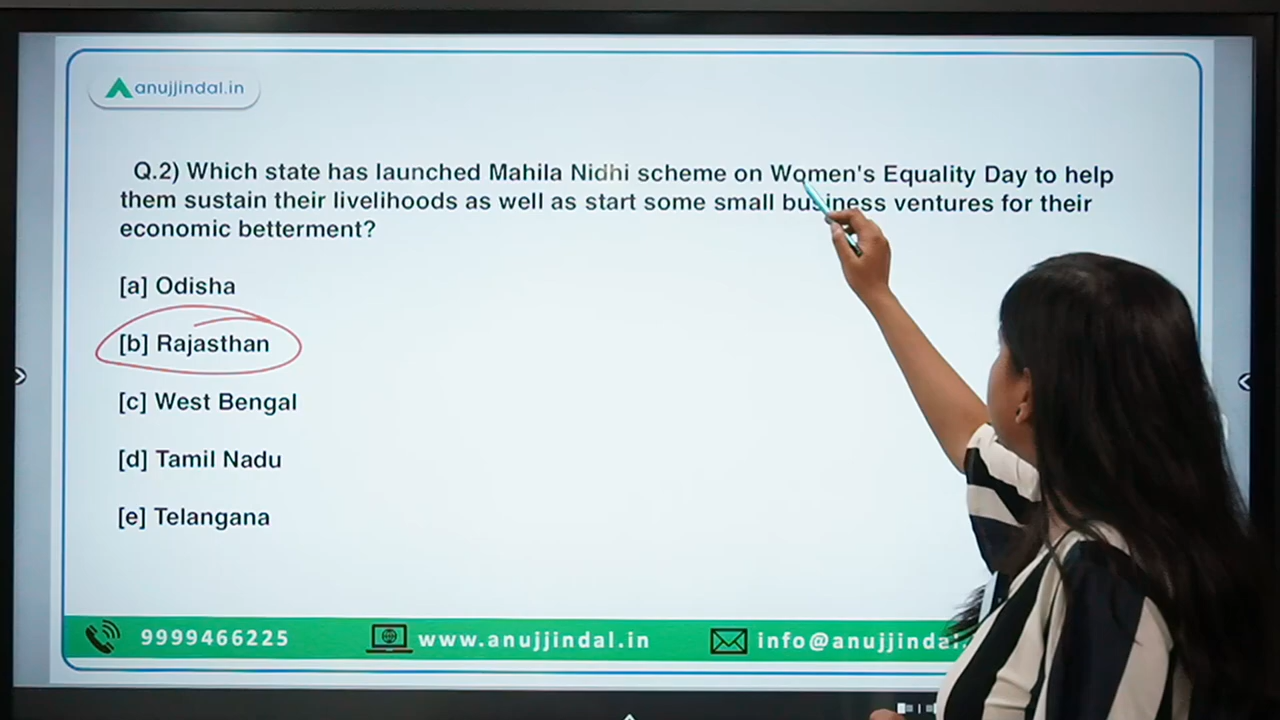 anujjindal.in
Q.2) Which state has launched Mahila Nidhi scheme on Women's Equality Day to help
them sustain their livelihoods as well as start some small business ventures for their
economic betterment?
[a] Odisha
[b] Rajasthan
[c] West Bengal
[d] Tamil Nadu
[e] Telangana
9999466225
www.anujjindal.in
info@anujjindal.